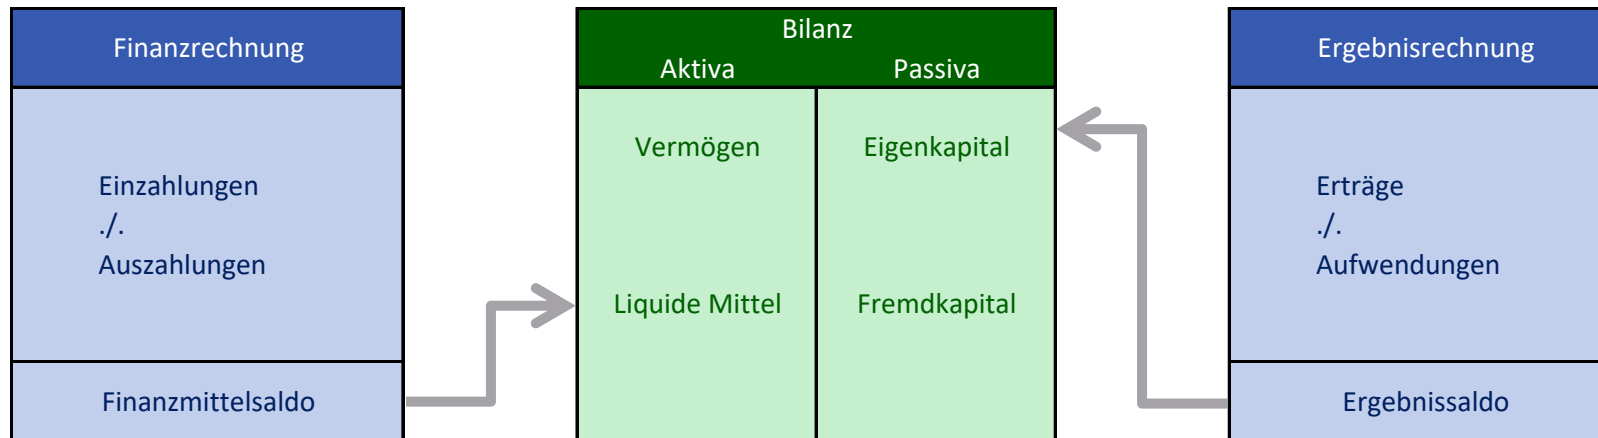 Finanzrechnung
Einzahlungen
./.
Auszahlungen
Finanzmittelsaldo
Bilanz
Aktiva Passiva
Vermögen Eigenkapital
Liquide Mittel Fremdkapital
Ergebnisrechnung
Erträge
./.
Aufwendungen
Ergebnissaldo